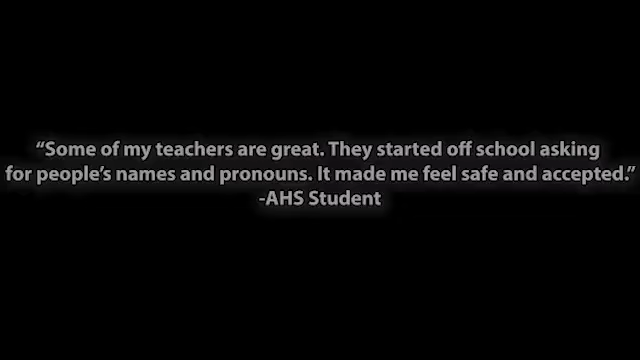 “Some of my teachers are great. They started off school asking
for people’s names and pronouns. It made me feel safe and accepted.”
-AHS Student